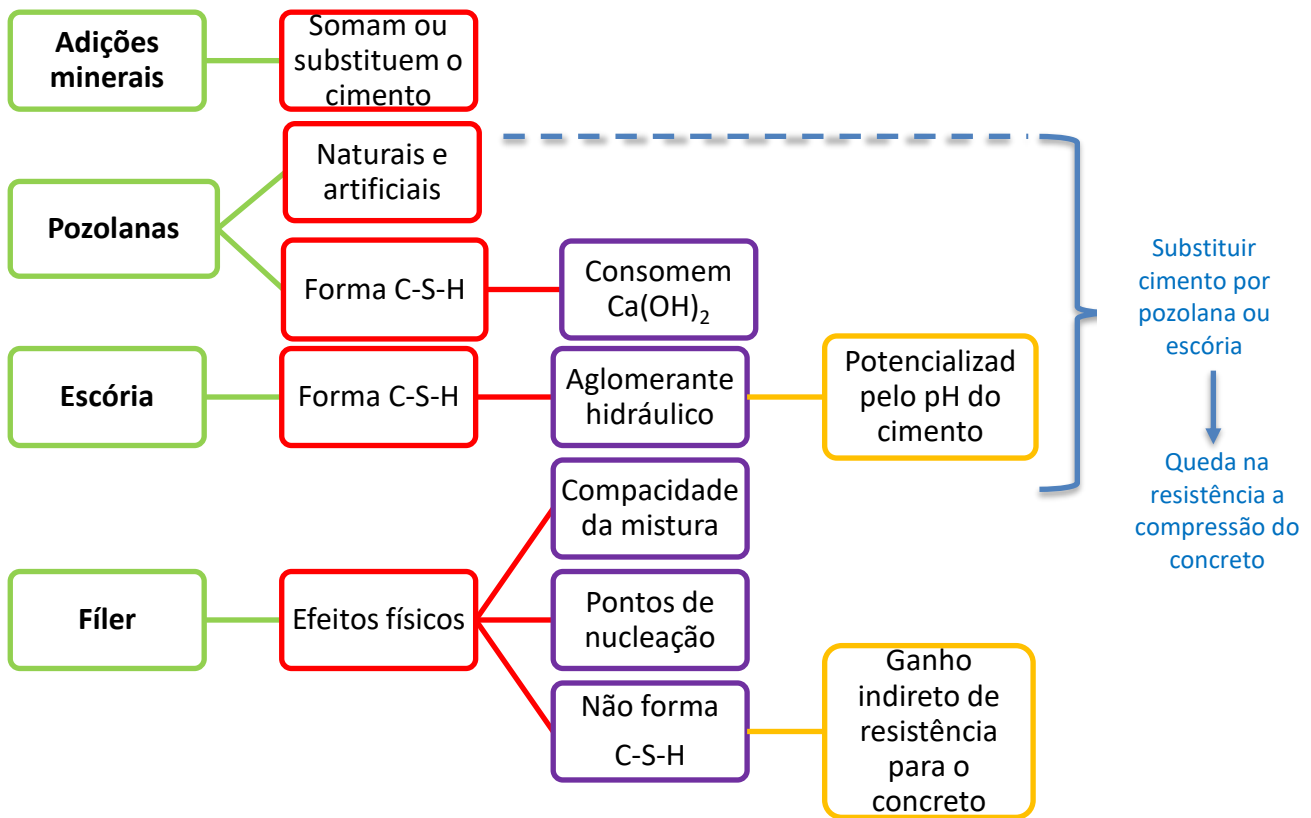 Adições
minerais
Somam ou
substituem o
cimento
Pozolanas
Naturais e
artificiais
Forma C-S-H
Consomem
Ca(OH)₂
Escória
Forma C-S-H
Aglomerante
hidráulico
Potencializad
pelo pH do
cimento
Fíler
Efeitos físicos
Compacidade
da mistura
Pontos de
nucleação
Não forma
C-S-H
Ganho
indireto de
resistência
para o
concreto
Substituir
cimento por
pozolana ou
escória
Queda na
resistência a
compressão do
concreto